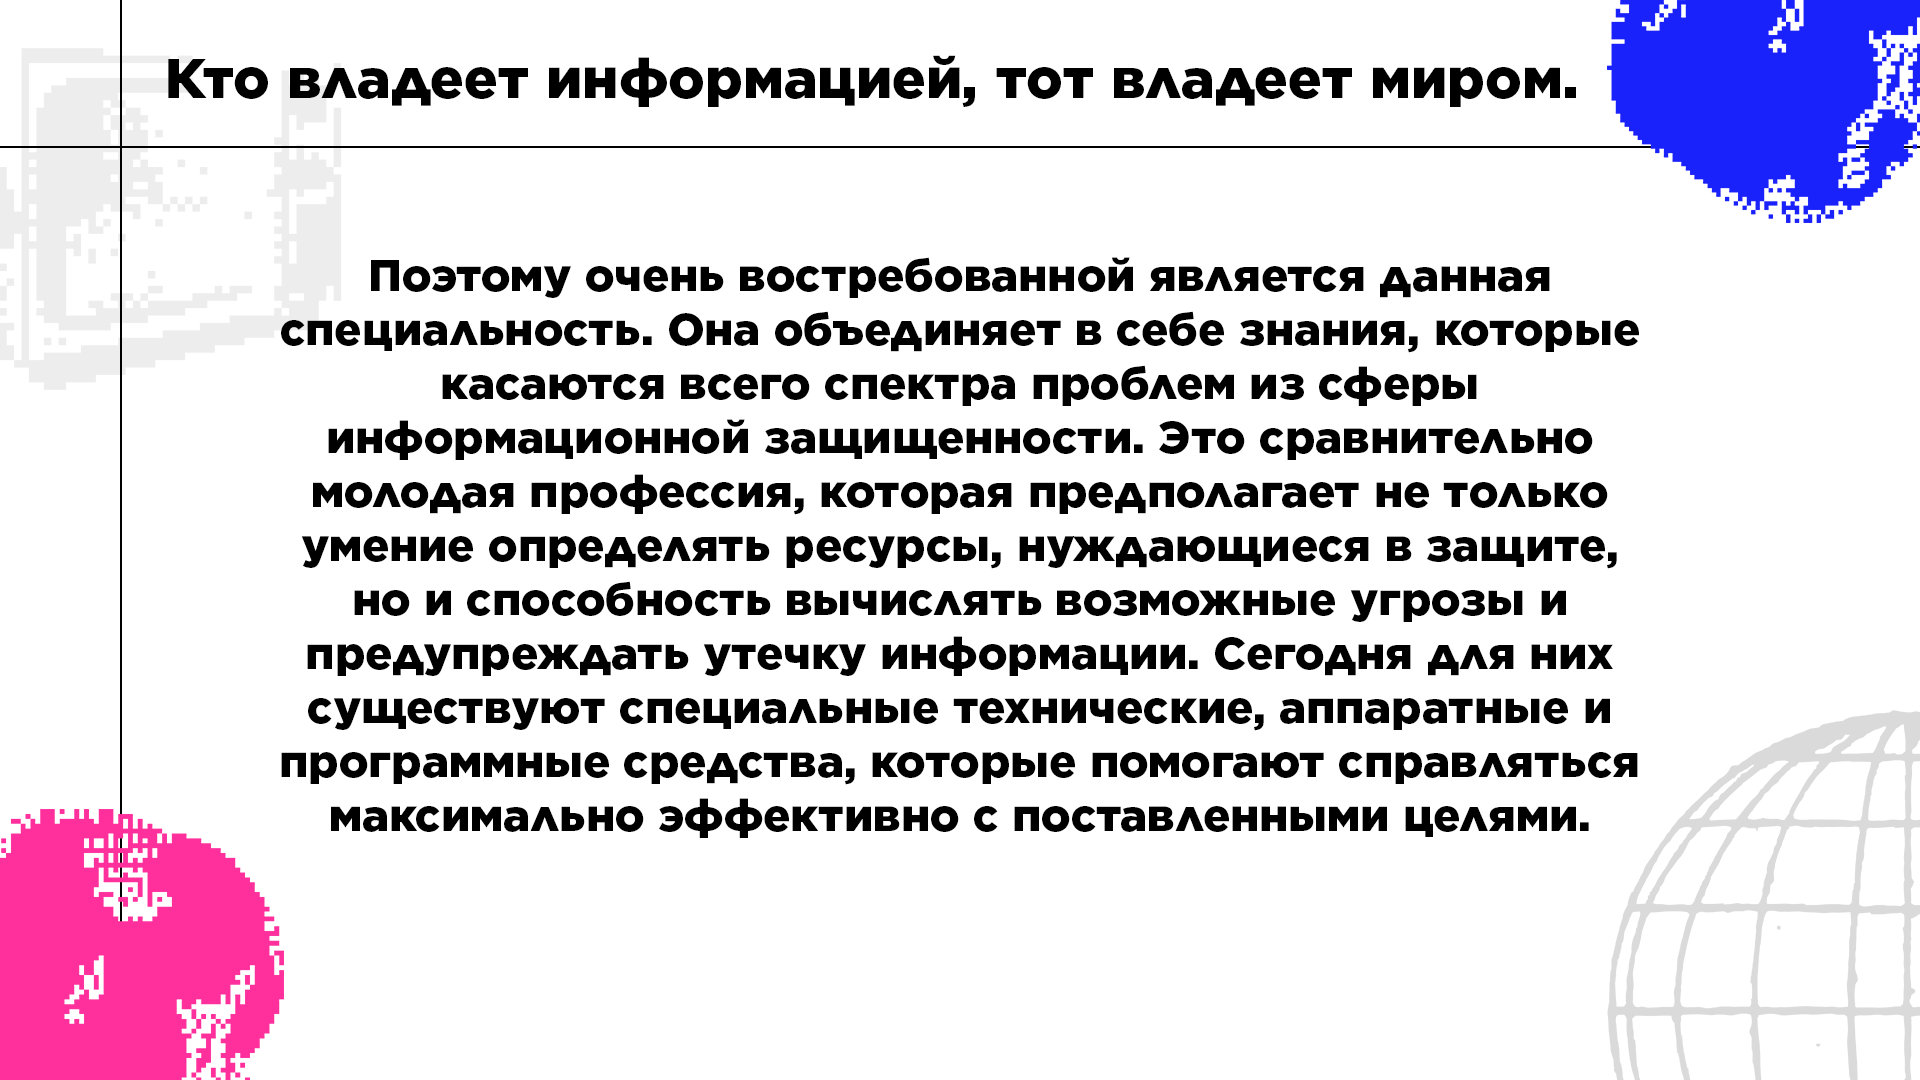 Кто владеет информацией, тот владеет миром.
Поэтому очень востребованной является данная
специальность. Она объединяет в себе знания, которые
касаются всего спектра проблем из сферы
информационной защищенности. Это сравнительно
молодая профессия, которая предполагает не только
умение определять ресурсы, нуждающиеся в защите,
но и способность вычислять возможные угрозы и
предупреждать утечку информации. Сегодня для них
существуют специальные технические, аппаратные и
программные средства, которые помогают справляться
максимально эффективно с поставленными целями.